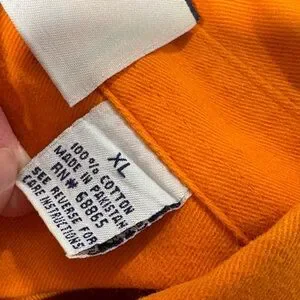 XL
100% COTTON
MADE IN PAKISTAN
RN# 68865
SEE REVERSE FOR
CARE INSTRUCTIONS